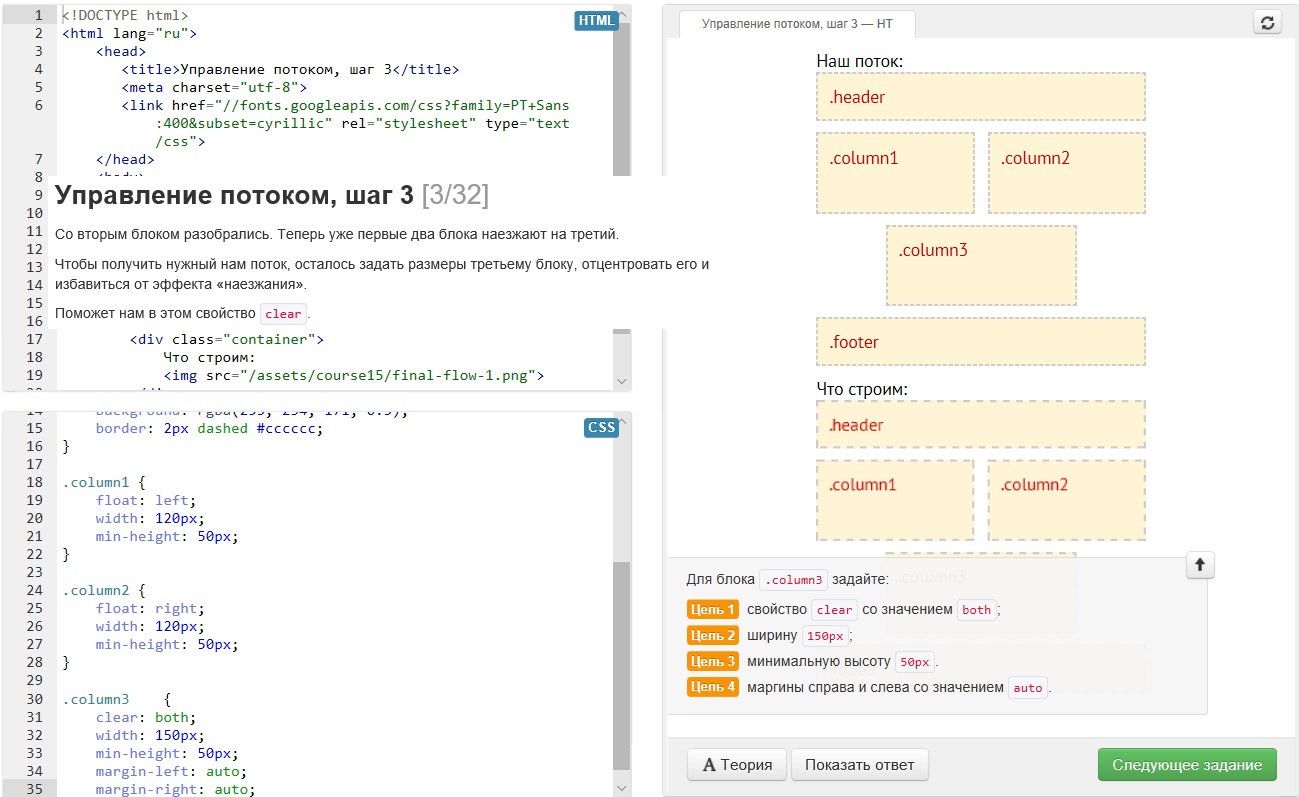 HTML
1 <!DOCTYPE html>
2 <html lang="ru">
3 <head>
4 <title>Управление потоком, шаг 3</title>
5 <meta charset="utf-8">
6 <link href="//fonts.googleapis.com/css?family=PT+Sans
:400&subset=cyrillic" rel="stylesheet" type="text
/css">
7 </head>
8
9
10
11
12
13
14
15
16
Управление потоком, шаг 3 [3/32]
Со вторым блоком разобрались. Теперь уже первые два блока наезжают на третий.
Чтобы получить нужный нам поток, осталось задать размеры третьему блоку, отцентровать его и
избавиться от эффекта «наезжания».
Поможет нам в этом свойство clear.
17 <div class="container">
18 Что строим:
19 <img src="/assets/course15/final-flow-1.png">
CSS
15 border: 2px dashed #cccccc;
16 }
17
18 .column1 {
19 float: left;
20 width: 120px;
21 min-height: 50px;
22 }
23
24 .column2 {
25 float: right;
26 width: 120px;
27 min-height: 50px;
28 }
29
30 .column3 {
31 clear: both;
32 width: 150px;
33 min-height: 50px;
34 margin-left: auto;
35 margin-right: auto;
Управление потоком, шаг 3 — HT
Наш поток:
.header
.column1 .column2
.column3
.footer
Что строим:
.header
.column1 .column2
.column3
Для блока .column3 задайте:
Цель 1 свойство clear со значением both;
Цель 2 ширину 150px;
Цель 3 минимальную высоту 50px.
Цель 4 маргины справа и слева со значением auto.
Теория
Показать ответ
Следующее задание